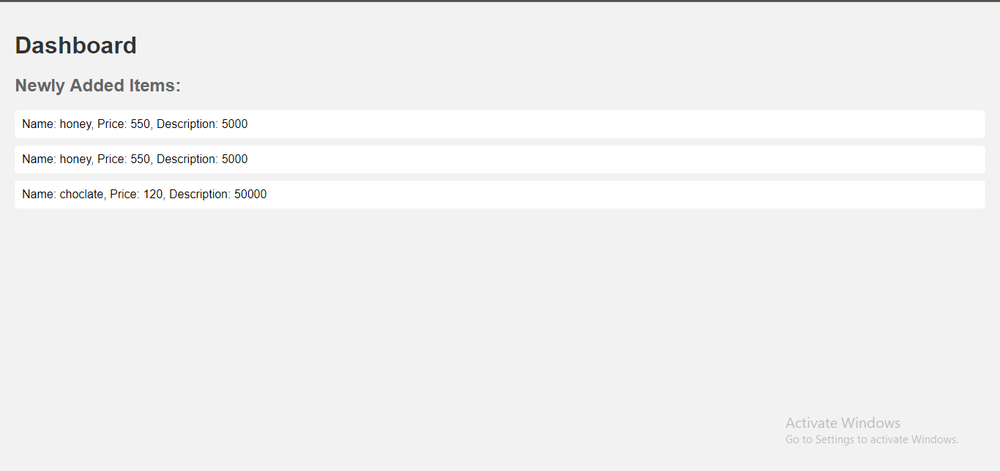 Dashboard
Newly Added Items:
Name: honey, Price: 550, Description: 5000
Name: honey, Price: 550, Description: 5000
Name: choclate, Price: 120, Description: 50000
Activate Windows
Go to Settings to activate Windows.